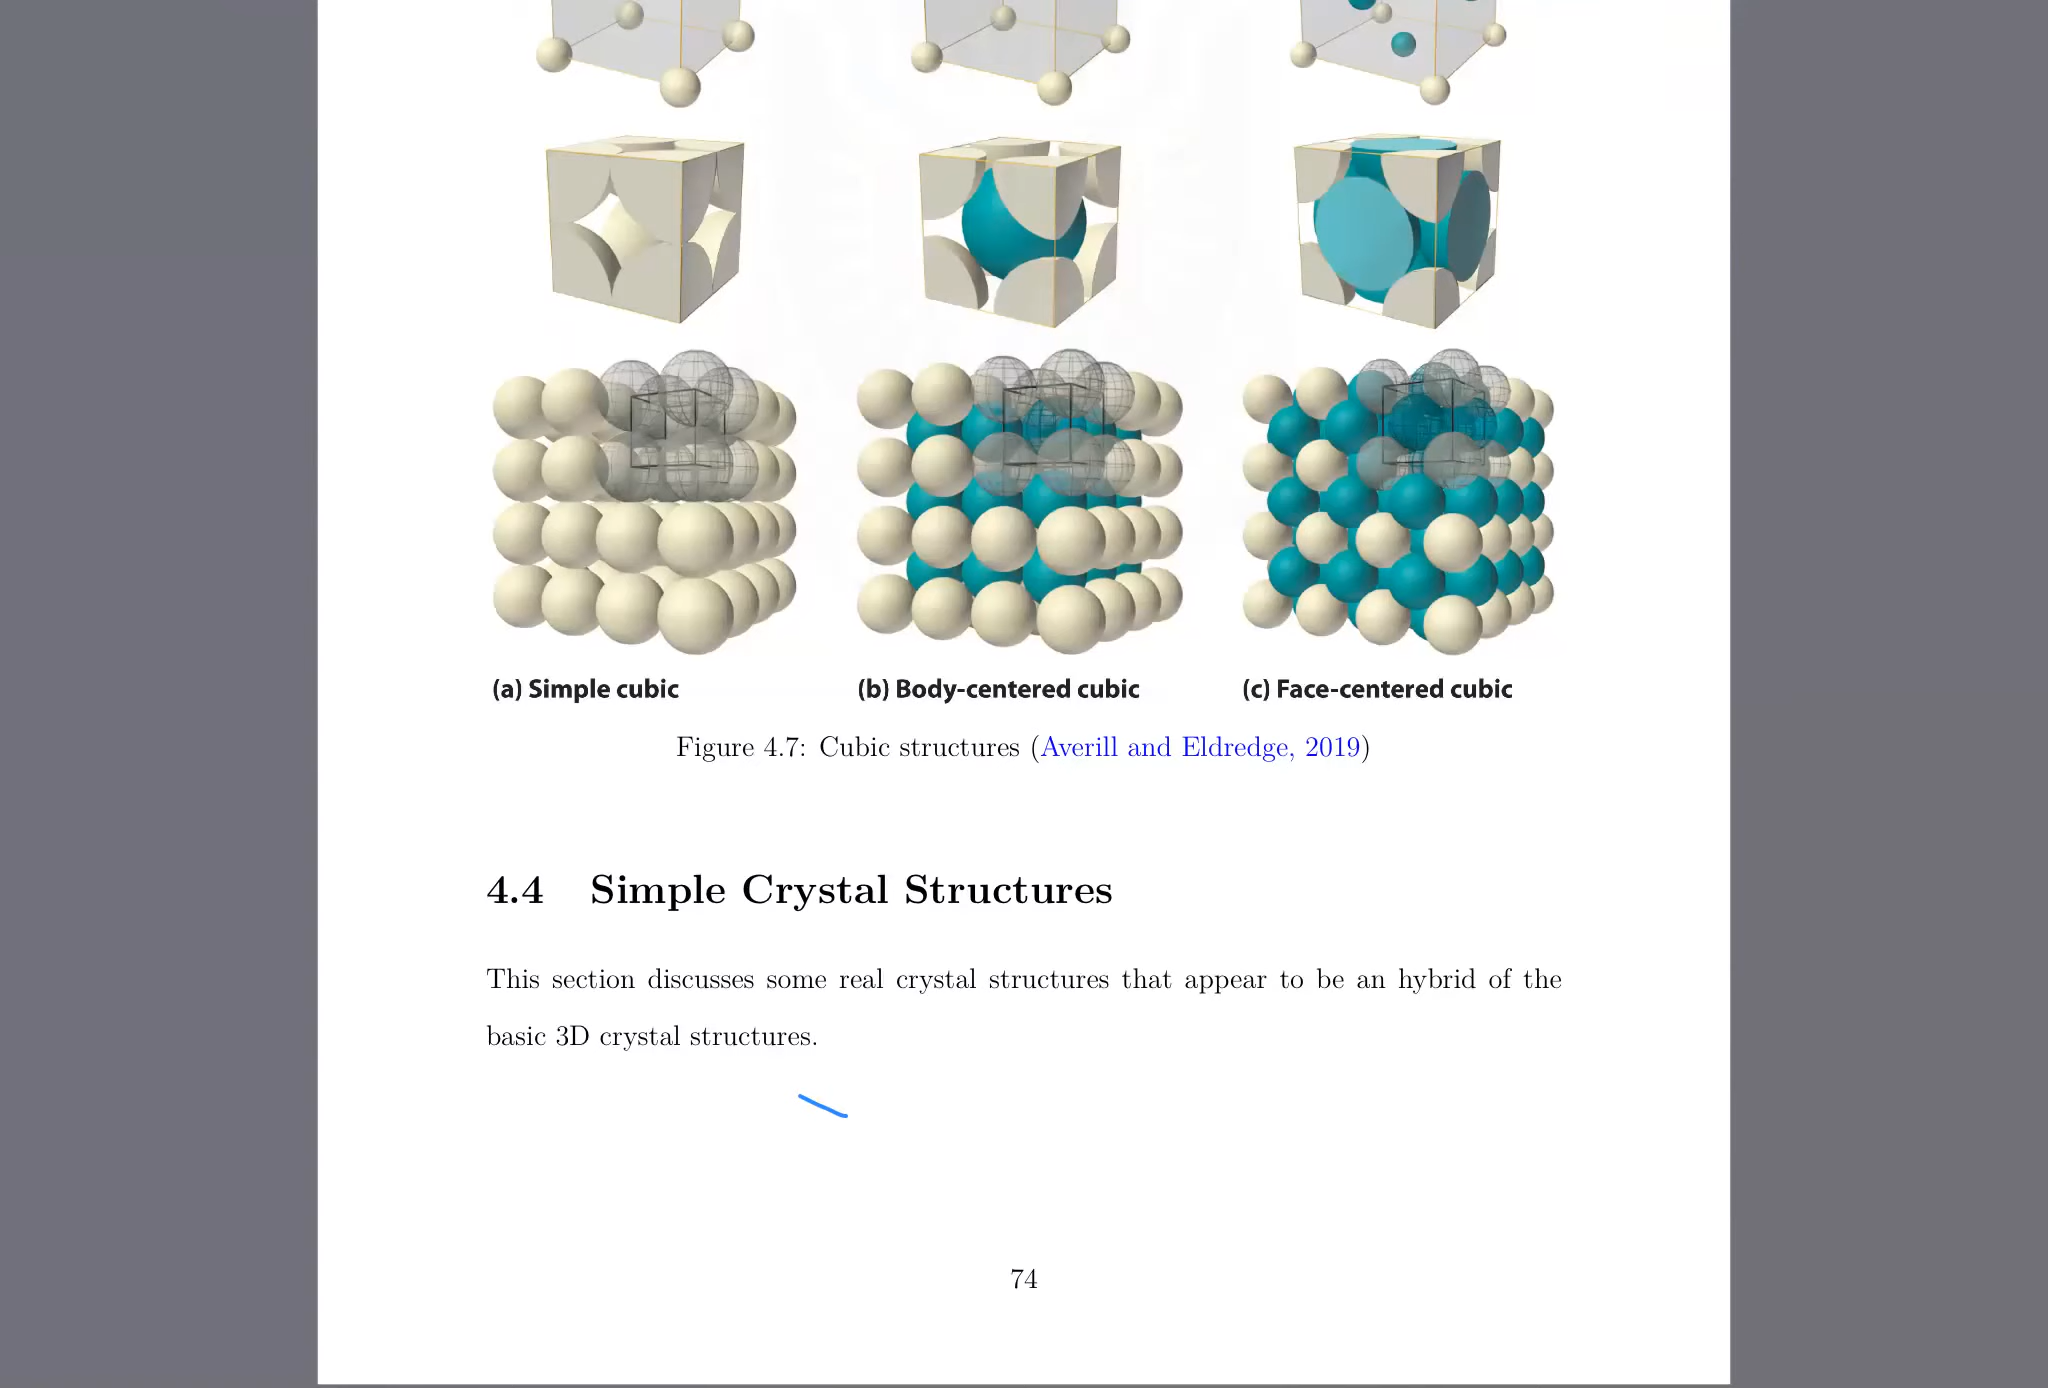 (a) Simple cubic
(b) Body-centered cubic
(c) Face-centered cubic
Figure 4.7: Cubic structures (Averill and Eldredge, 2019)
4.4 Simple Crystal Structures
This section discusses some real crystal structures that appear to be an hybrid of the
basic 3D crystal structures.
74